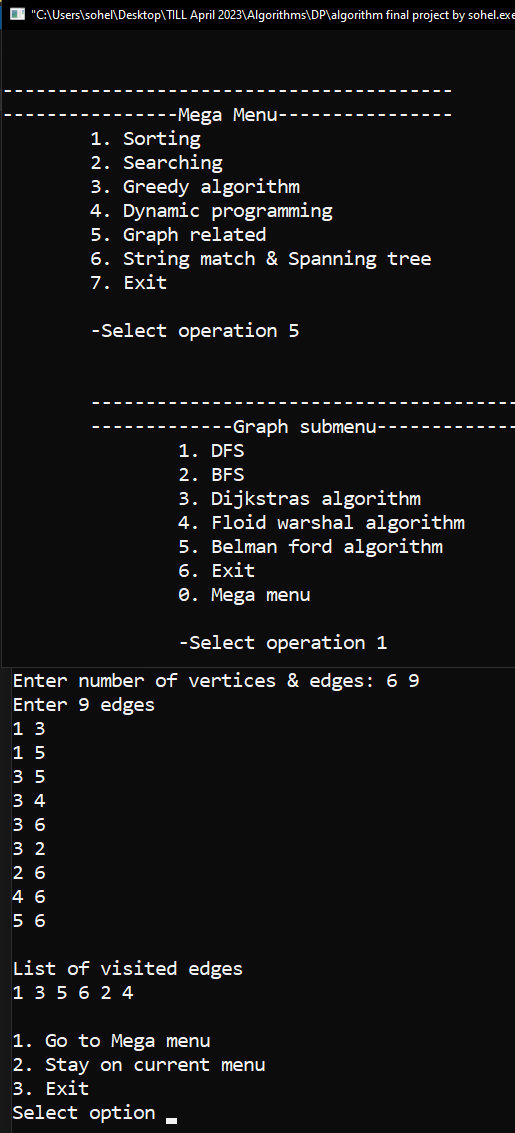 "C:\Users\sohel\Desktop\TILL April 2023\Algorithms\DP\algorithm final project by sohel.exe
-----------------------------------------
----------------Mega Menu----------------
1. Sorting
2. Searching
3. Greedy algorithm
4. Dynamic programming
5. Graph related
6. String match & Spanning tree
7. Exit
-Select operation 5
---------------------------------------
-------------Graph submenu-------------
1. DFS
2. BFS
3. Dijkstras algorithm
4. Floid warshal algorithm
5. Belman ford algorithm
6. Exit
0. Mega menu
-Select operation 1
Enter number of vertices & edges: 6 9
Enter 9 edges
1 3
1 5
3 5
3 4
3 6
3 2
2 6
4 6
5 6
List of visited edges
1 3 5 6 2 4
1. Go to Mega menu
2. Stay on current menu
3. Exit
Select option _